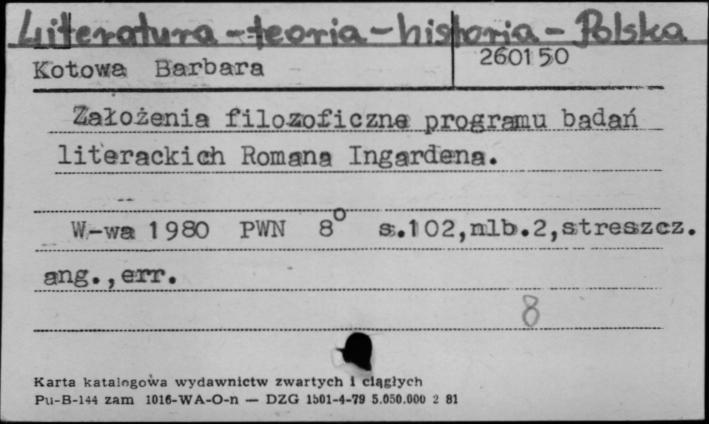 Literatura - teoria - historia - Polska
Kotowa Barbara 260150
Założenia filozoficzne programu badań
literackich Romana Ingardena.
W-wa 1980 PWN 8° s.102,nlb.2,streszcz.
ang.,err.
8
Karta katalogowa wydawnictw zwartych i ciągłych
Pu-B-144 zam 1016-WA-O-n — DZG 1501-4-79 5.050.000 2 81